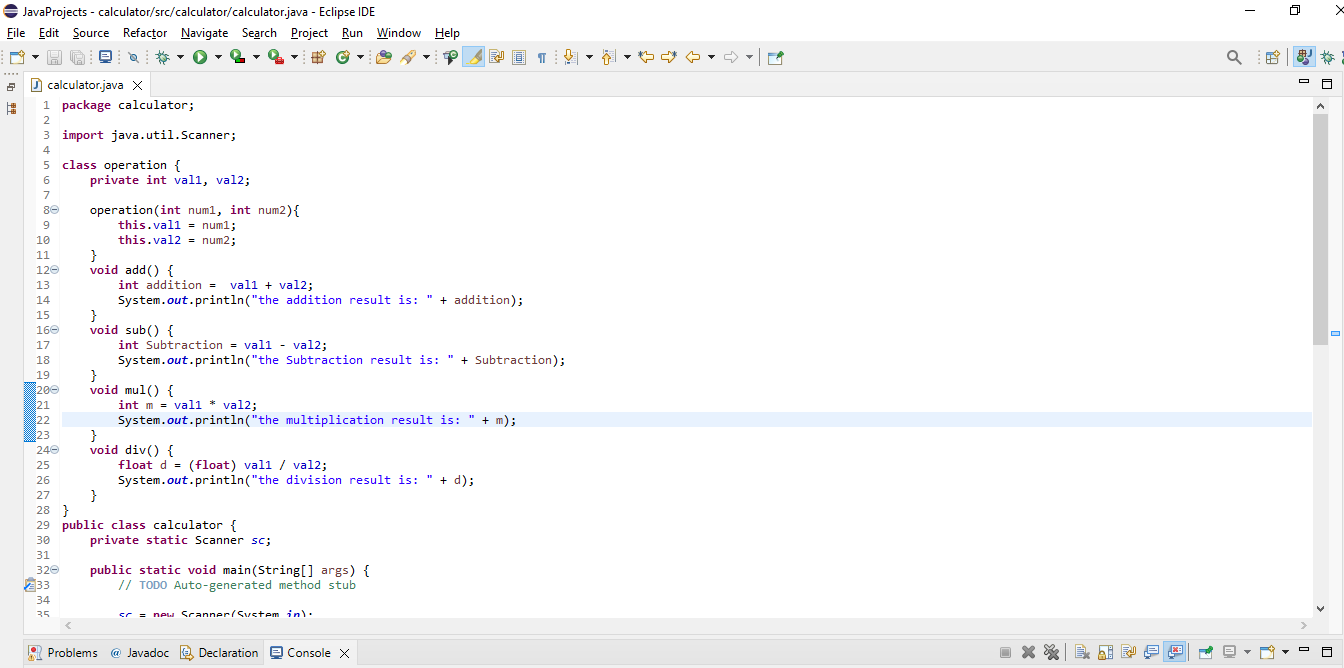 JavaProjects - calculator/src/calculator/calculator.java - Eclipse IDE
File Edit Source Refactor Navigate Search Project Run Window Help
calculator.java
1 package calculator;
2
3 import java.util.Scanner;
4
5 class operation {
6     private int val1, val2;
7
8     operation(int num1, int num2){
9         this.val1 = num1;
10         this.val2 = num2;
11     }
12     void add() {
13         int addition =  val1 + val2;
14         System.out.println("the addition result is: " + addition);
15     }
16     void sub() {
17         int Subtraction = val1 - val2;
18         System.out.println("the Subtraction result is: " + Subtraction);
19     }
20     void mul() {
21         int m = val1 * val2;
22         System.out.println("the multiplication result is: " + m);
23     }
24     void div() {
25         float d = (float) val1 / val2;
26         System.out.println("the division result is: " + d);
27     }
28 }
29 public class calculator {
30     private static Scanner sc;
31
32     public static void main(String[] args) {
33         // TODO Auto-generated method stub
34
35         sc = new Scanner(System.in);
Problems @ Javadoc Declaration Console